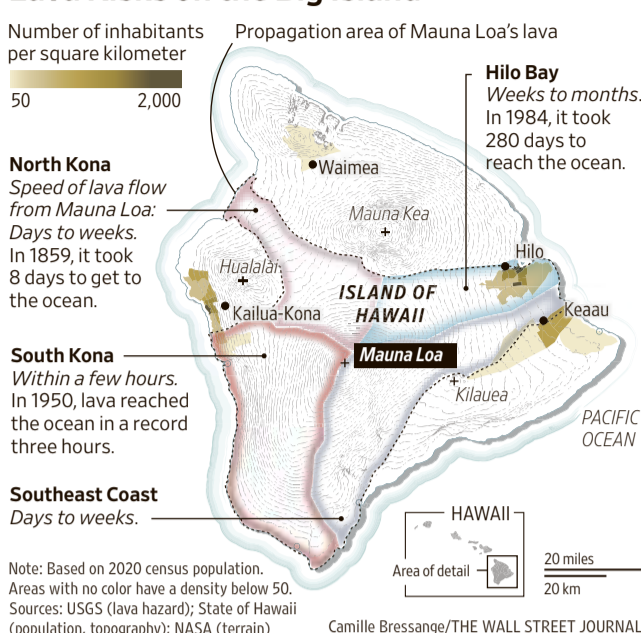 Number of inhabitants
per square kilometer
50
2,000
Propagation area of Mauna Loa's lava
Hilo Bay
Weeks to months.
In 1984, it took
280 days to
reach the ocean.
North Kona
Speed of lava flow
from Mauna Loa:
Days to weeks.
In 1859, it took
8 days to get to
the ocean.
Waimea
Mauna Kea
Hualalai
Hilo
ISLAND OF
HAWAII
Kailua-Kona
Keaau
South Kona
Within a few hours.
In 1950, lava reached
the ocean in a record
three hours.
Mauna Loa
Kilauea
PACIFIC
OCEAN
Southeast Coast
Days to weeks.
HAWAII
Area of detail
20 miles
20 km
Note: Based on 2020 census population.
Areas with no color have a density below 50.
Sources: USGS (lava hazard); State of Hawaii
(population, topography); NASA (terrain)
Camille Bressange/THE WALL STREET JOURNAL